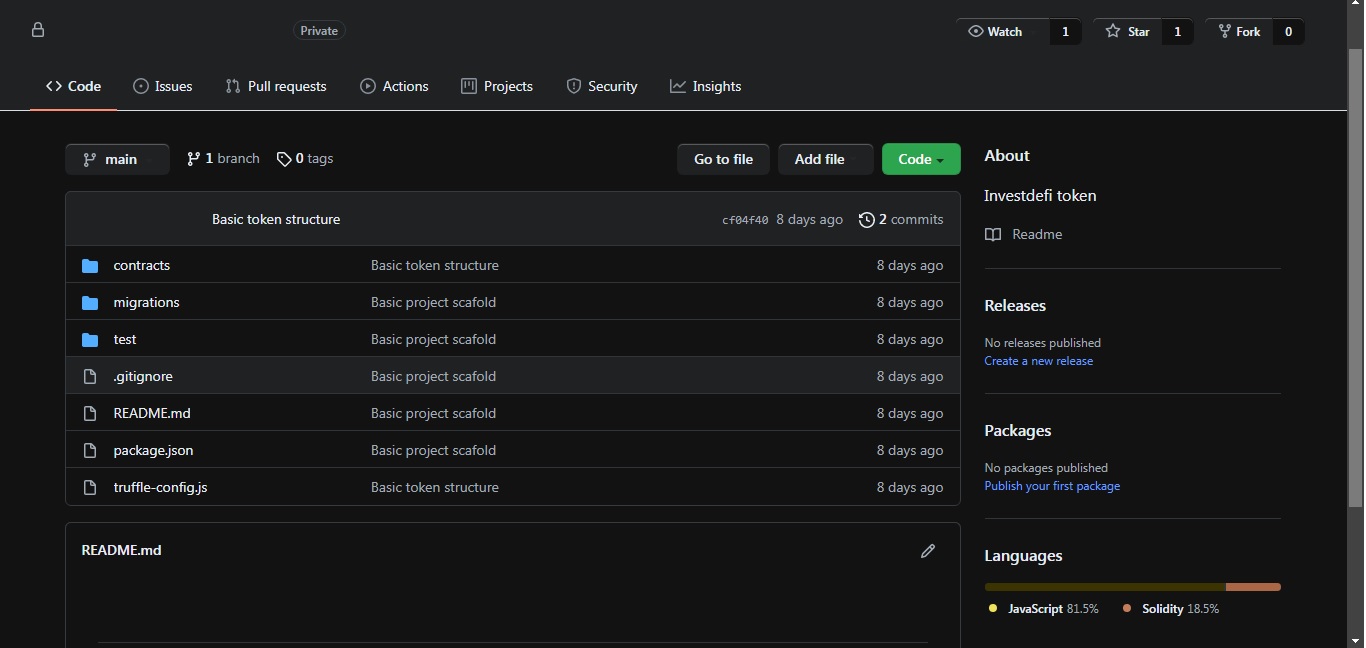 Private
Watch 1 Star 1 Fork 0
Code Issues Pull requests Actions Projects Security Insights
main 1 branch 0 tags Go to file Add file Code
Basic token structure cf04f40 8 days ago 2 commits
contracts Basic token structure 8 days ago
migrations Basic project scafold 8 days ago
test Basic project scafold 8 days ago
.gitignore Basic project scafold 8 days ago
README.md Basic project scafold 8 days ago
package.json Basic project scafold 8 days ago
truffle-config.js Basic token structure 8 days ago
README.md
About
Investdefi token
Readme
Releases
No releases published
Create a new release
Packages
No packages published
Publish your first package
Languages
JavaScript 81.5% Solidity 18.5%